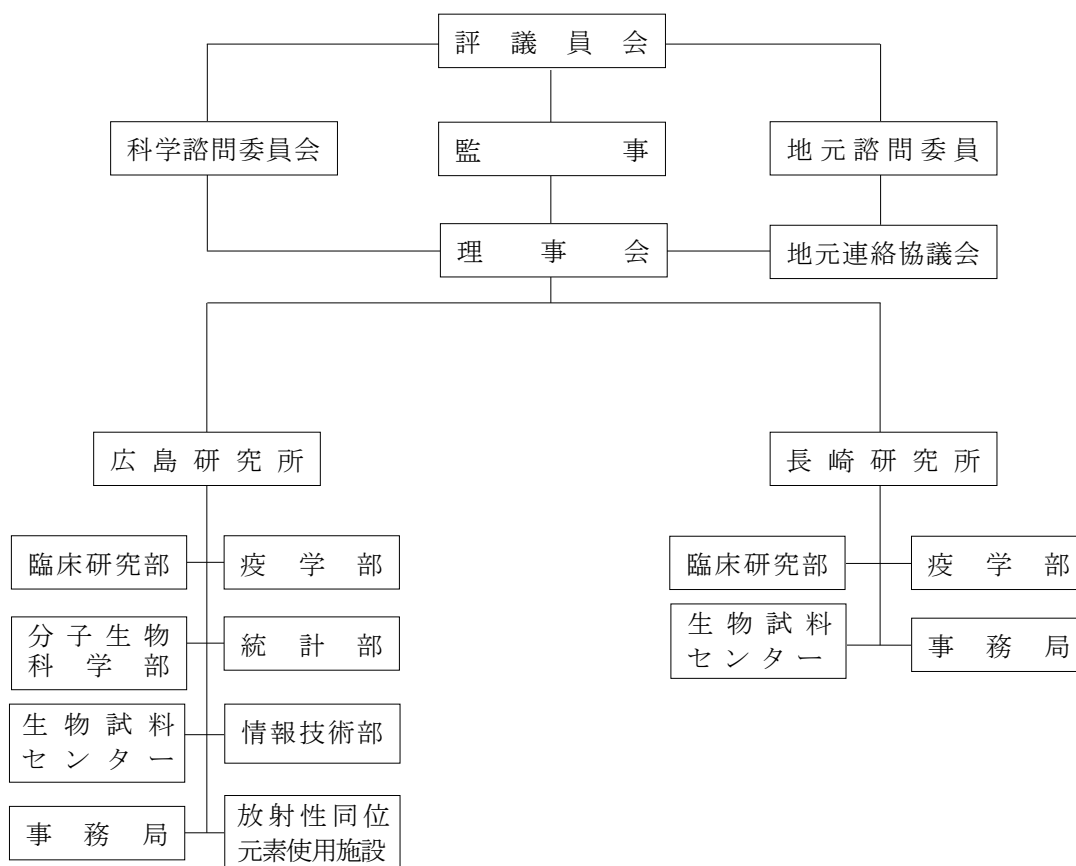 評議員会
科学諮問委員会
監事
地元諮問委員
理事会
地元連絡協議会
広島研究所
長崎研究所
臨床研究部
疫学部
臨床研究部
疫学部
分子生物
科学部
統計部
生物試料
センター
事務局
生物試料
センター
情報技術部
事務局
放射性同位
元素使用施設